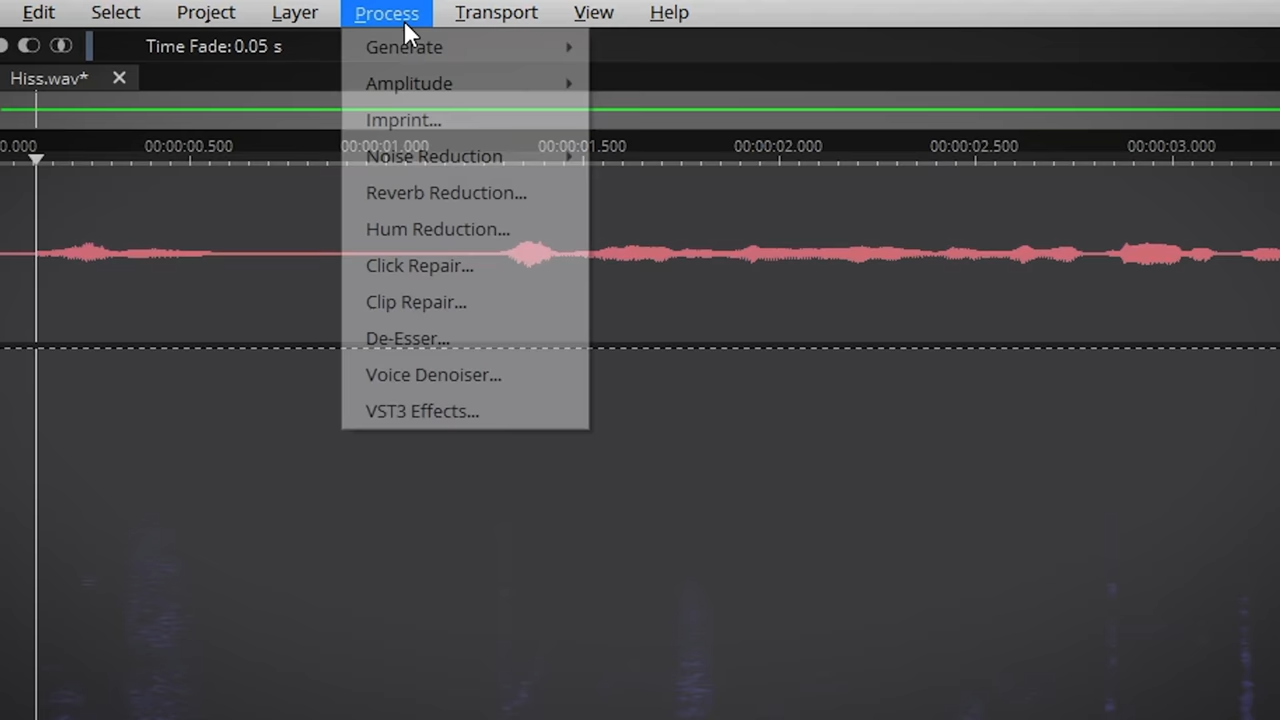 Edit Select Project Layer Process Transport View Help
Time Fade: 0.05 s
Hiss.wav*
0.000 00:00:00.500 00:00:01.000 00:00:01.500 00:00:02.000 00:00:02.500 00:00:03.000
Generate
Amplitude
Imprint...
Noise Reduction
Reverb Reduction...
Hum Reduction...
Click Repair...
Clip Repair...
De-Esser...
Voice Denoiser...
VST3 Effects...